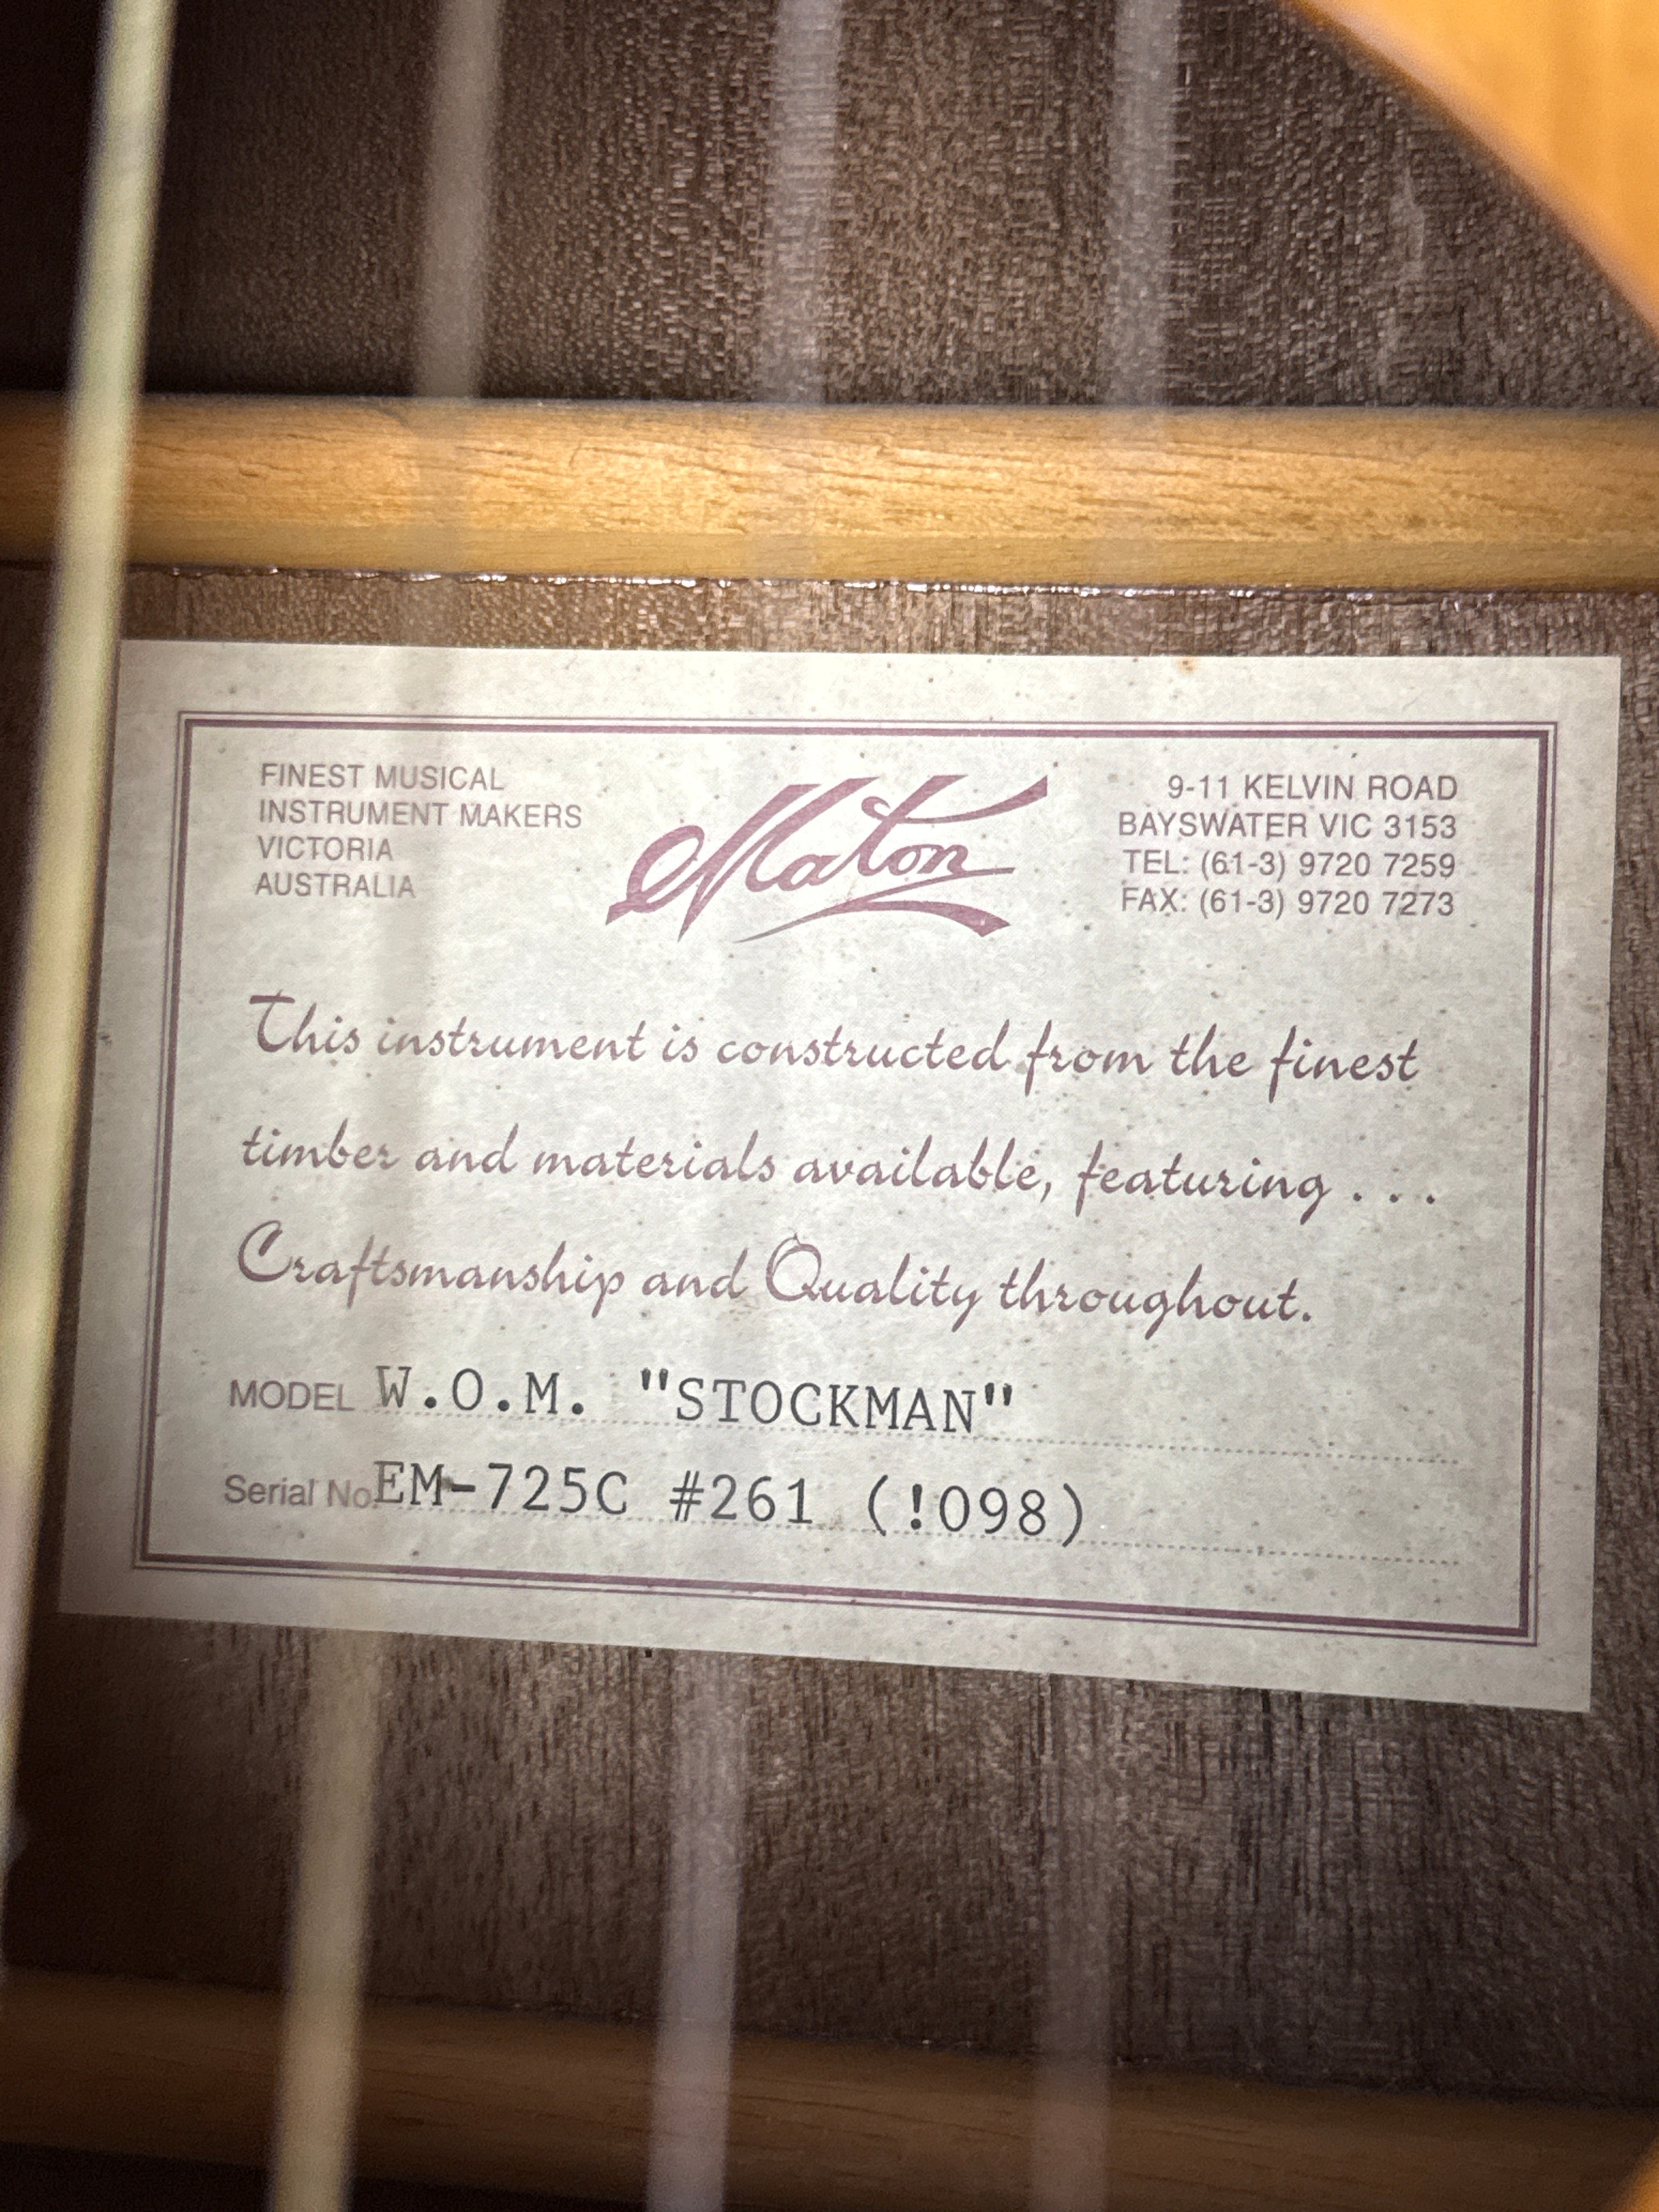 FINEST MUSICAL
INSTRUMENT MAKERS
VICTORIA
AUSTRALIA
Maton
9-11 KELVIN ROAD
BAYSWATER VIC 3153
TEL: (61-3) 9720 7259
FAX: (61-3) 9720 7273
This instrument is constructed from the finest
timber and materials available, featuring . . .
Craftsmanship and Quality throughout.
MODEL W.O.M. "STOCKMAN"
Serial No. EM-725C #261 (!098)